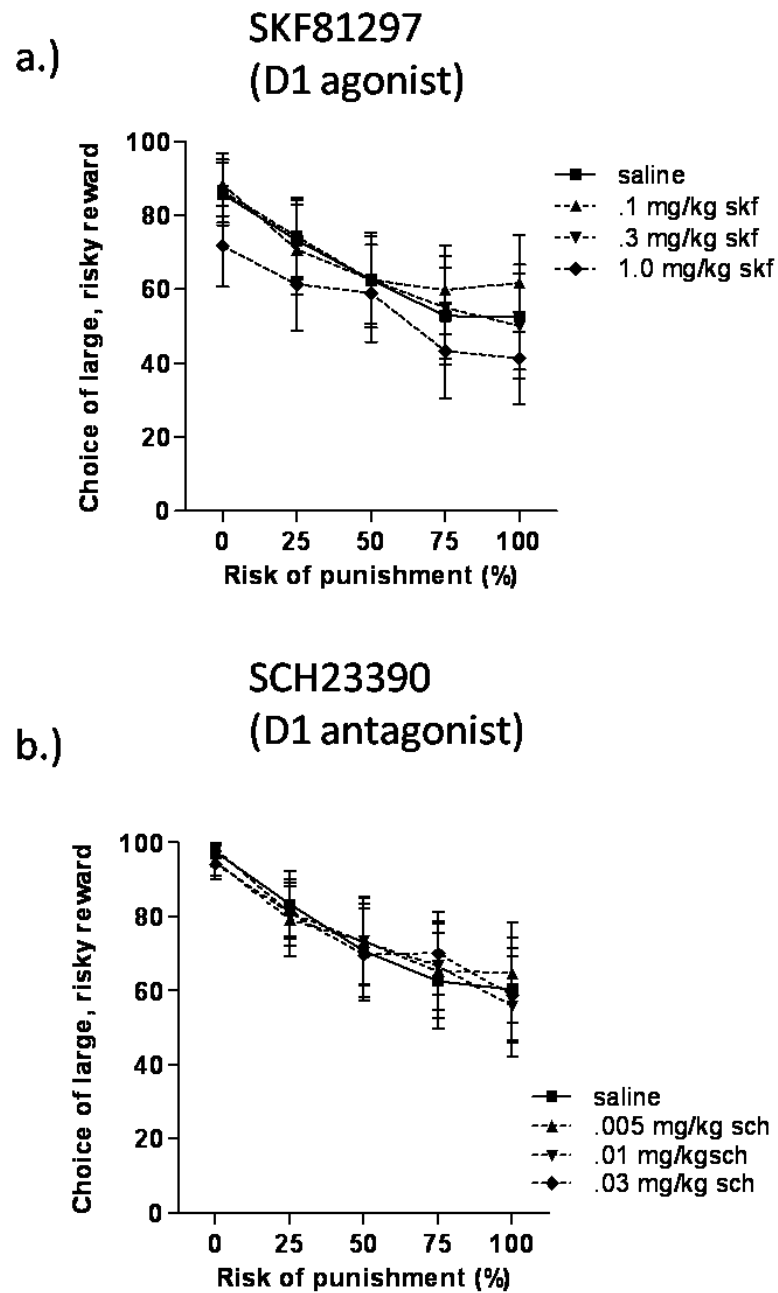 a.)
SKF81297
(D1 agonist)
Choice of large, risky reward
100
80
60
40
20
0
0 25 50 75 100
Risk of punishment (%)
saline
.1 mg/kg skf
.3 mg/kg skf
1.0 mg/kg skf
b.)
SCH23390
(D1 antagonist)
Choice of large, risky reward
100
80
60
40
20
0
0 25 50 75 100
Risk of punishment (%)
saline
.005 mg/kg sch
.01 mg/kgsch
.03 mg/kg sch